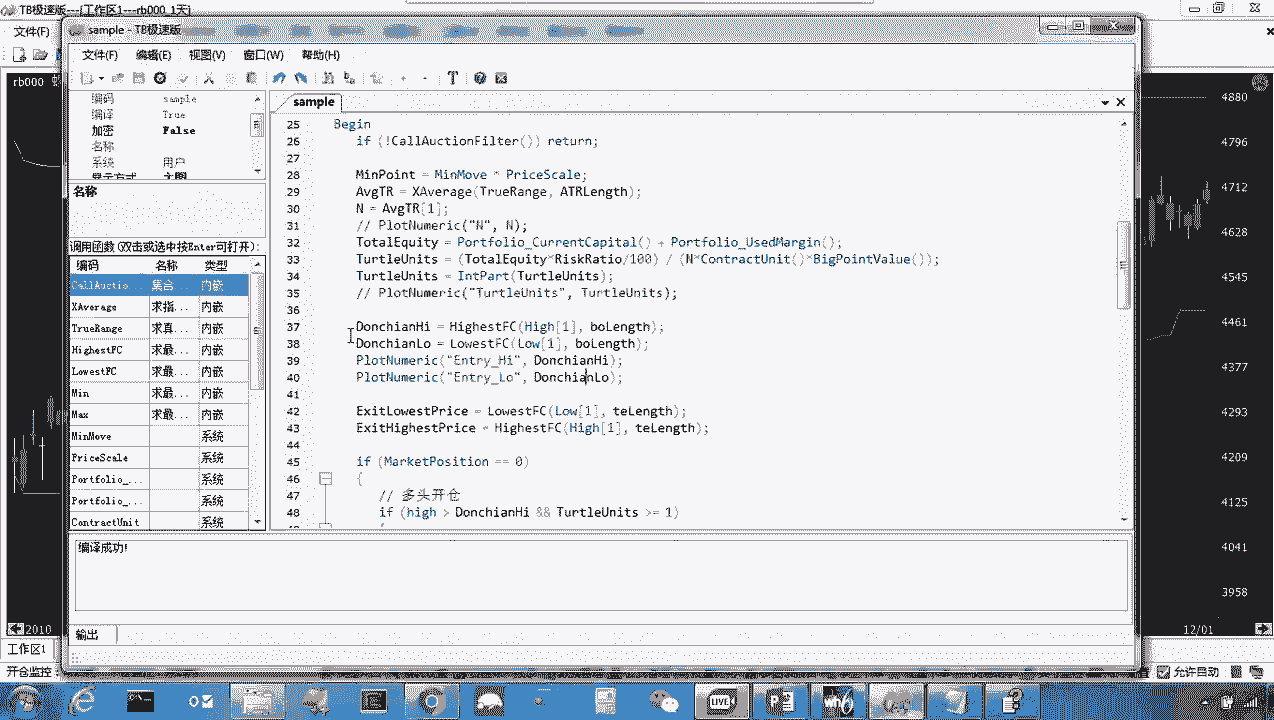 TB极速版---[工作区1---rb000_1天]
文件(F)
sample - TB极速版
文件(F) 编辑(E) 视图(V) 窗口(W) 帮助(H)
rb000
编码 sample
编译 True
加密 False
名称
系统 用户
显示方式 主图
名称
调用函数(双击或选中按Enter可打开):
编码 名称 类型
CallAuctio... 集合... 内嵌
XAverage 求指... 内嵌
TrueRange 求真... 内嵌
HighestFC 求最... 内嵌
LowestFC 求最... 内嵌
Min 求最... 内嵌
Max 求最... 内嵌
MinMove 系统
PriceScale 系统
Portfolio_... 系统
Portfolio_... 系统
ContractUnit 系统
sample
25 Begin
26 if (!CallAuctionFilter()) return;
27
28 MinPoint = MinMove * PriceScale;
29 AvgTR = XAverage(TrueRange, ATRLength);
30 N = AvgTR[1];
31 // PlotNumeric("N", N);
32 TotalEquity = Portfolio_CurrentCapital() + Portfolio_UsedMargin();
33 TurtleUnits = (TotalEquity*RiskRatio/100) / (N*ContractUnit()*BigPointValue());
34 TurtleUnits = IntPart(TurtleUnits);
35 // PlotNumeric("TurtleUnits", TurtleUnits);
36
37 DonchianHi = HighestFC(High[1], boLength);
38 DonchianLo = LowestFC(Low[1], boLength);
39 PlotNumeric("Entry_Hi", DonchianHi);
40 PlotNumeric("Entry_Lo", DonchianLo);
41
42 ExitLowestPrice = LowestFC(Low[1], teLength);
43 ExitHighestPrice = HighestFC(High[1], teLength);
44
45 if (MarketPosition == 0)
46 {
47 // 多头开仓
48 if (high > DonchianHi && TurtleUnits >= 1)
编译成功!
输出
4880
4796
4712
4628
4545
4461
4377
4293
4209
4125
4041
3958
2010
12/01
工作区1
开仓监控:
允许自动
LIVE